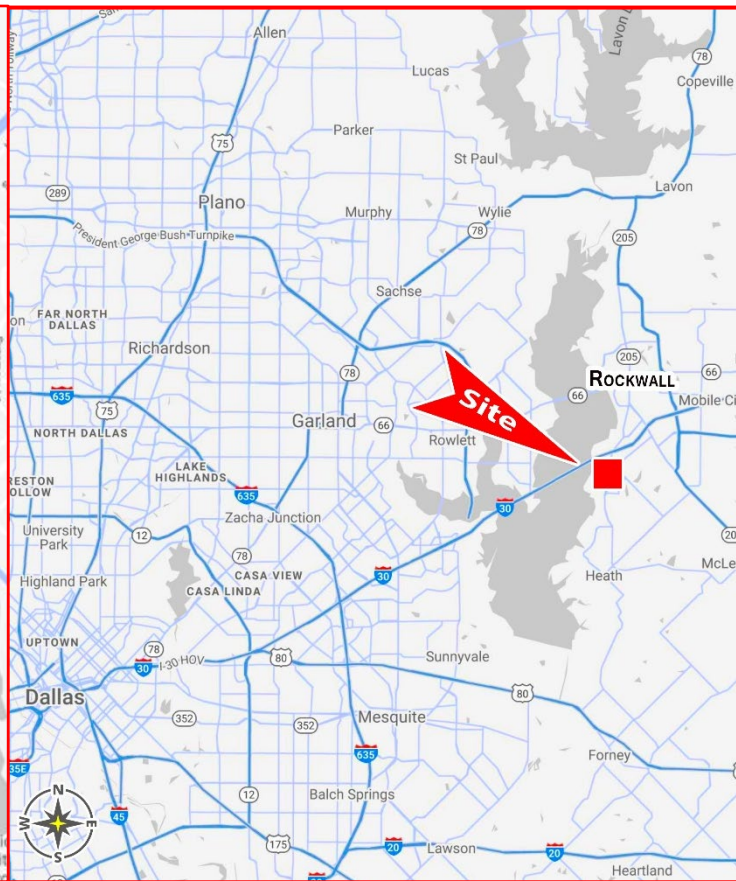 Allen
Lucas
78
Copeville
Parker
75
St Paul
289
Lavon
Plano
Murphy
Wylie
President George Bush Turnpike
78
205
Sachse
FAR NORTH
DALLAS
Richardson
205
66
78
ROCKWALL
66
635
Mobile Ci
75
Site
Garland
66
NORTH DALLAS
Rowlett
LAKE
HIGHLANDS
635
30
University
Park
12
Zacha Junction
78
Highland Park
CASA VIEW
30
CASA LINDA
Heath
McLe
UPTOWN
78
30
I-30 HOV
80
Sunnyvale
80
Dallas
352
352
Mesquite
635
Forney
35E
12
Balch Springs
N
W
E
S
45
175
20
Lawson
20
Heartland